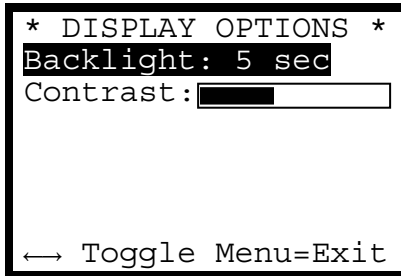 * DISPLAY OPTIONS *
Backlight: 5 sec
Contrast:
←→ Toggle Menu=Exit